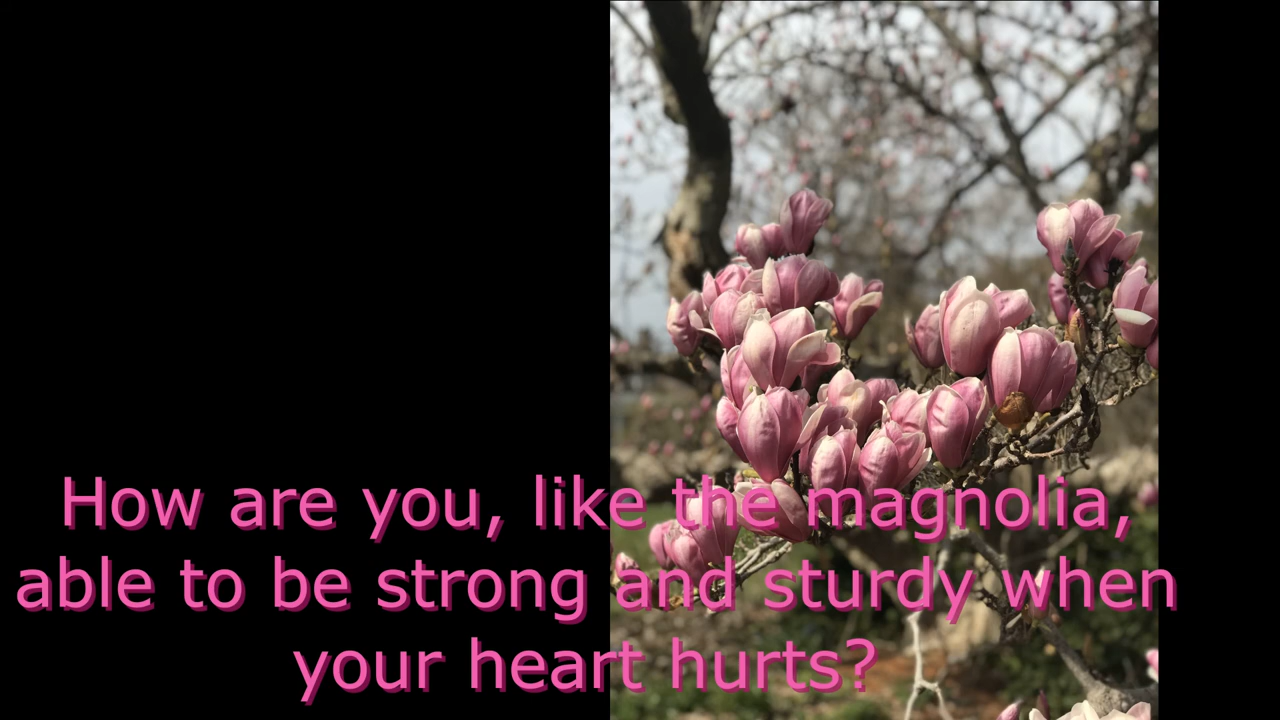 How are you, like the magnolia,
able to be strong and sturdy when
your heart hurts?